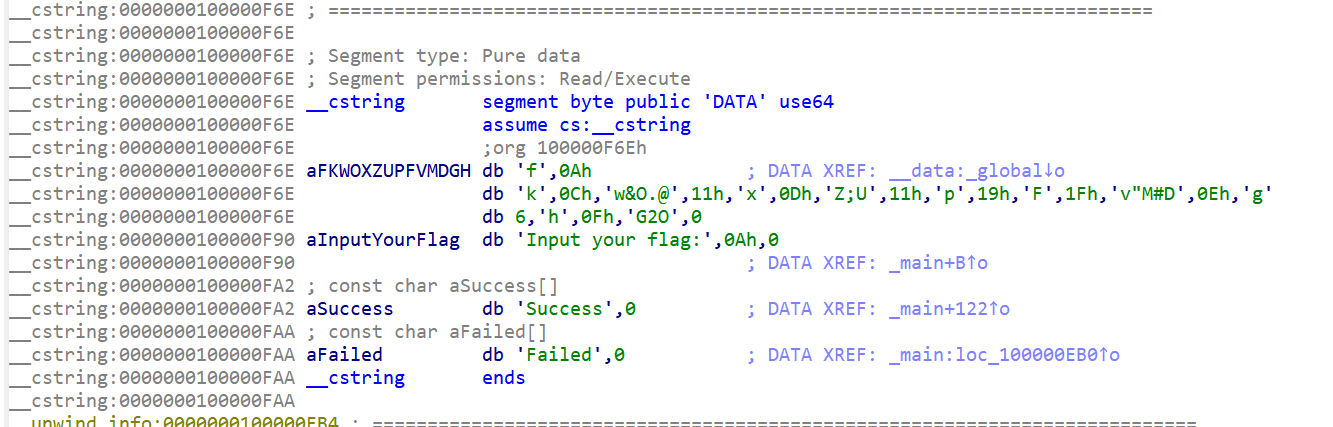 __cstring:0000000100000F6E ; ===========================================================================
__cstring:0000000100000F6E
__cstring:0000000100000F6E ; Segment type: Pure data
__cstring:0000000100000F6E ; Segment permissions: Read/Execute
__cstring:0000000100000F6E __cstring segment byte public 'DATA' use64
__cstring:0000000100000F6E assume cs:__cstring
__cstring:0000000100000F6E ;org 100000F6Eh
__cstring:0000000100000F6E aFKWOXZUPFVMDGH db 'f',0Ah ; DATA XREF: __data:_global↓o
__cstring:0000000100000F6E db 'k',0Ch,'w&O.@',11h,'x',0Dh,'Z;U',11h,'p',19h,'F',1Fh,'v"M#D',0Eh,'g'
__cstring:0000000100000F6E db 6,'h',0Fh,'G2O',0
__cstring:0000000100000F90 aInputYourFlag db 'Input your flag:',0Ah,0
__cstring:0000000100000F90 ; DATA XREF: _main+B↑o
__cstring:0000000100000FA2 ; const char aSuccess[]
__cstring:0000000100000FA2 aSuccess db 'Success',0 ; DATA XREF: _main+122↑o
__cstring:0000000100000FAA ; const char aFailed[]
__cstring:0000000100000FAA aFailed db 'Failed',0 ; DATA XREF: _main:loc_100000EB0↑o
__cstring:0000000100000FAA __cstring ends
__cstring:0000000100000FAA
__unwind_info:0000000100000FB4 ; ===========================================================================